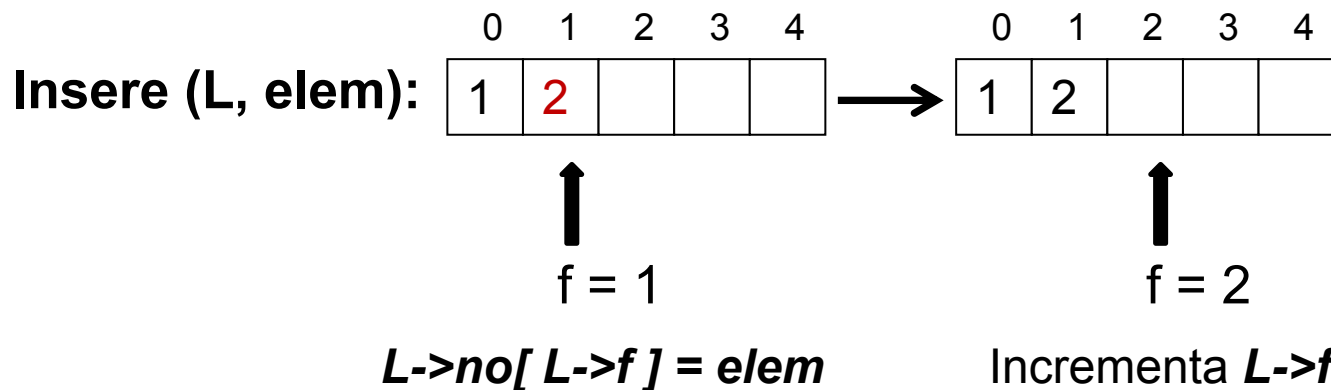 0 1 2 3 4 0 1 2 3 4
Insere (L, elem): 1 2 1 2
f = 1 f = 2
L->no[ L->f ] = elem Incrementa L->f